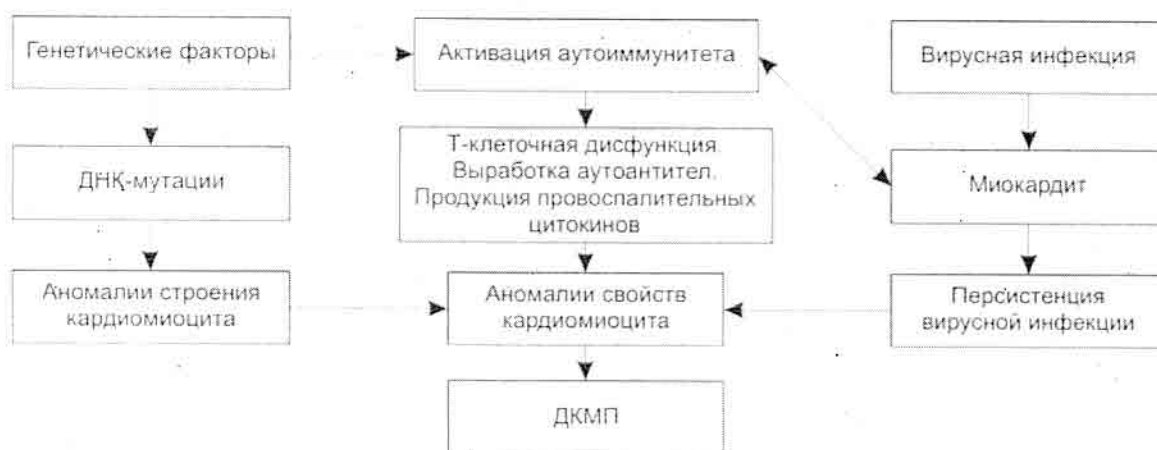 Генетические факторы
Активация аутоиммунитета
Вирусная инфекция
ДНК-мутации
Т-клеточная дисфункция
Выработка аутоантител.
Продукция провоспалительных
цитокинов
Миокардит
Аномалии строения
кардиомиоцита
Аномалии свойств
кардиомиоцита
Персистенция
вирусной инфекции
ДКМП